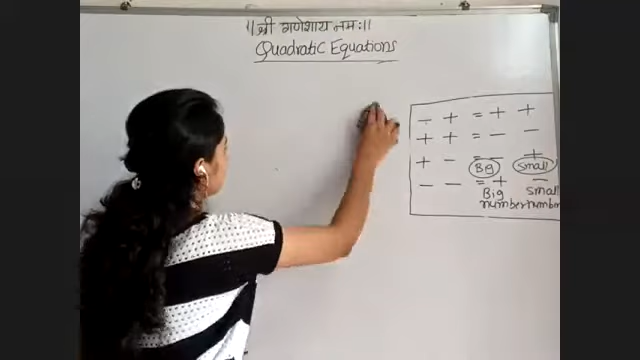 ॥ श्री गणेशाय नमः॥
Quadratic Equations
- + = + +
+ + = - -
+ - = - +
Big Small
- - = + -
Big small
number number